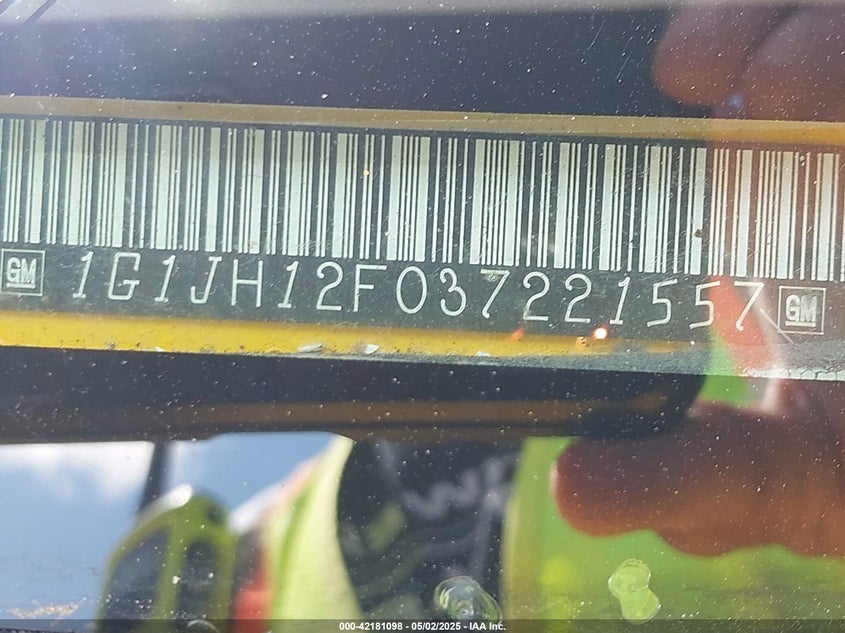 GM 1G1JH12F037221557 GM
000-42181098 - 05/02/2025 - IAA Inc.